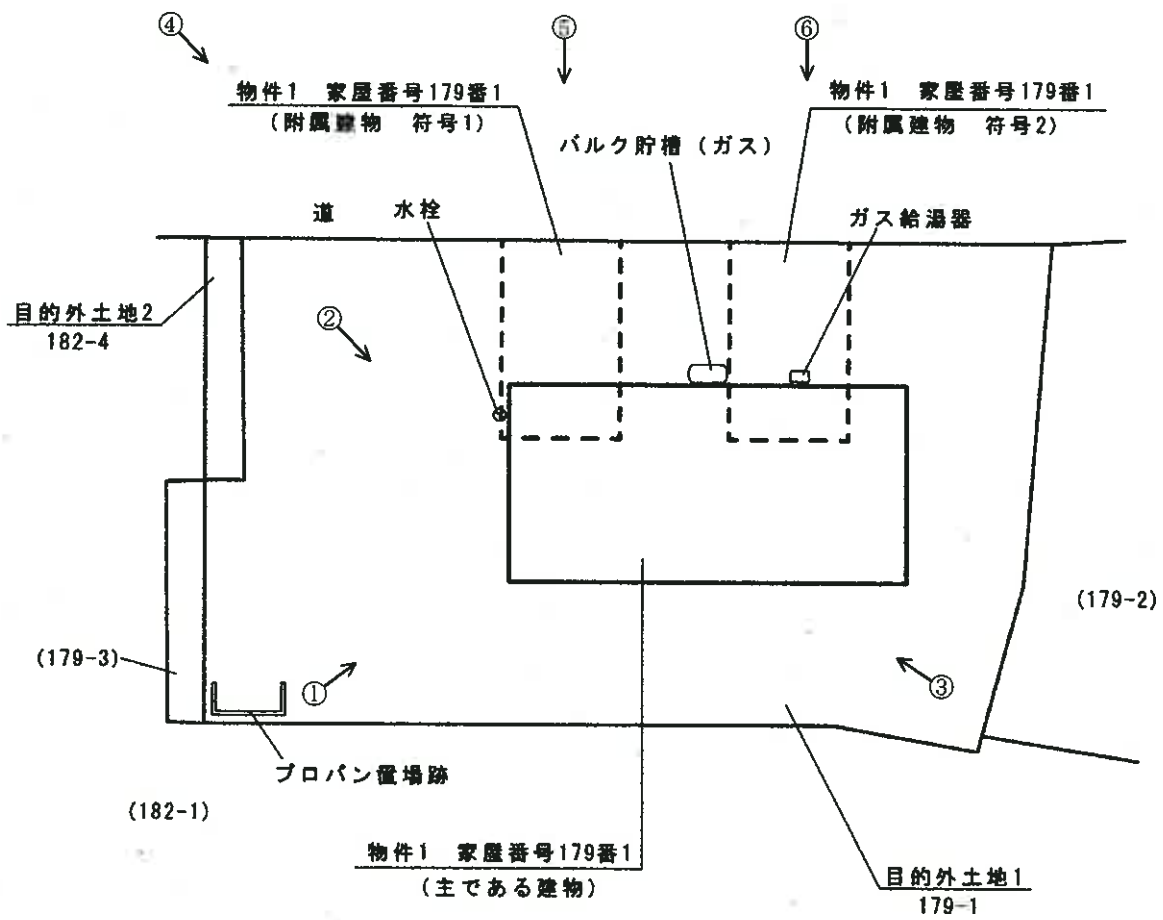 ④
⑤
⑥
物件1 家屋番号179番1
(附属建物 符号1)
物件1 家屋番号179番1
(附属建物 符号2)
バルク貯槽(ガス)
道
水栓
ガス給湯器
目的外土地2
182-4
②
(179-2)
(179-3)
①
③
プロパン置場跡
(182-1)
物件1 家屋番号179番1
(主である建物)
目的外土地1
179-1